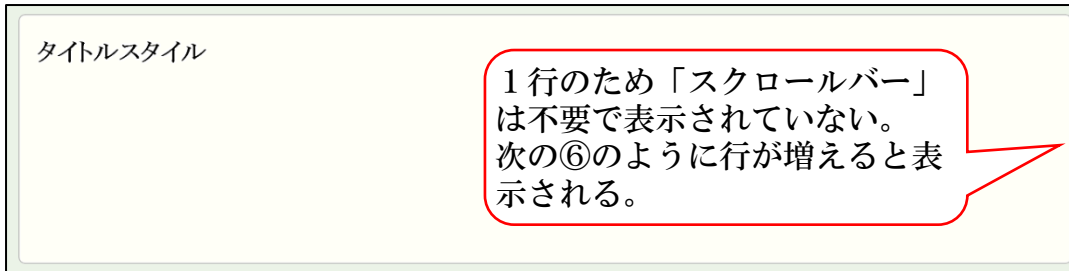 タイトルスタイル
１行のため「スクロールバー」
は不要で表示されていない。
次の⑥のように行が増えると表
示される。